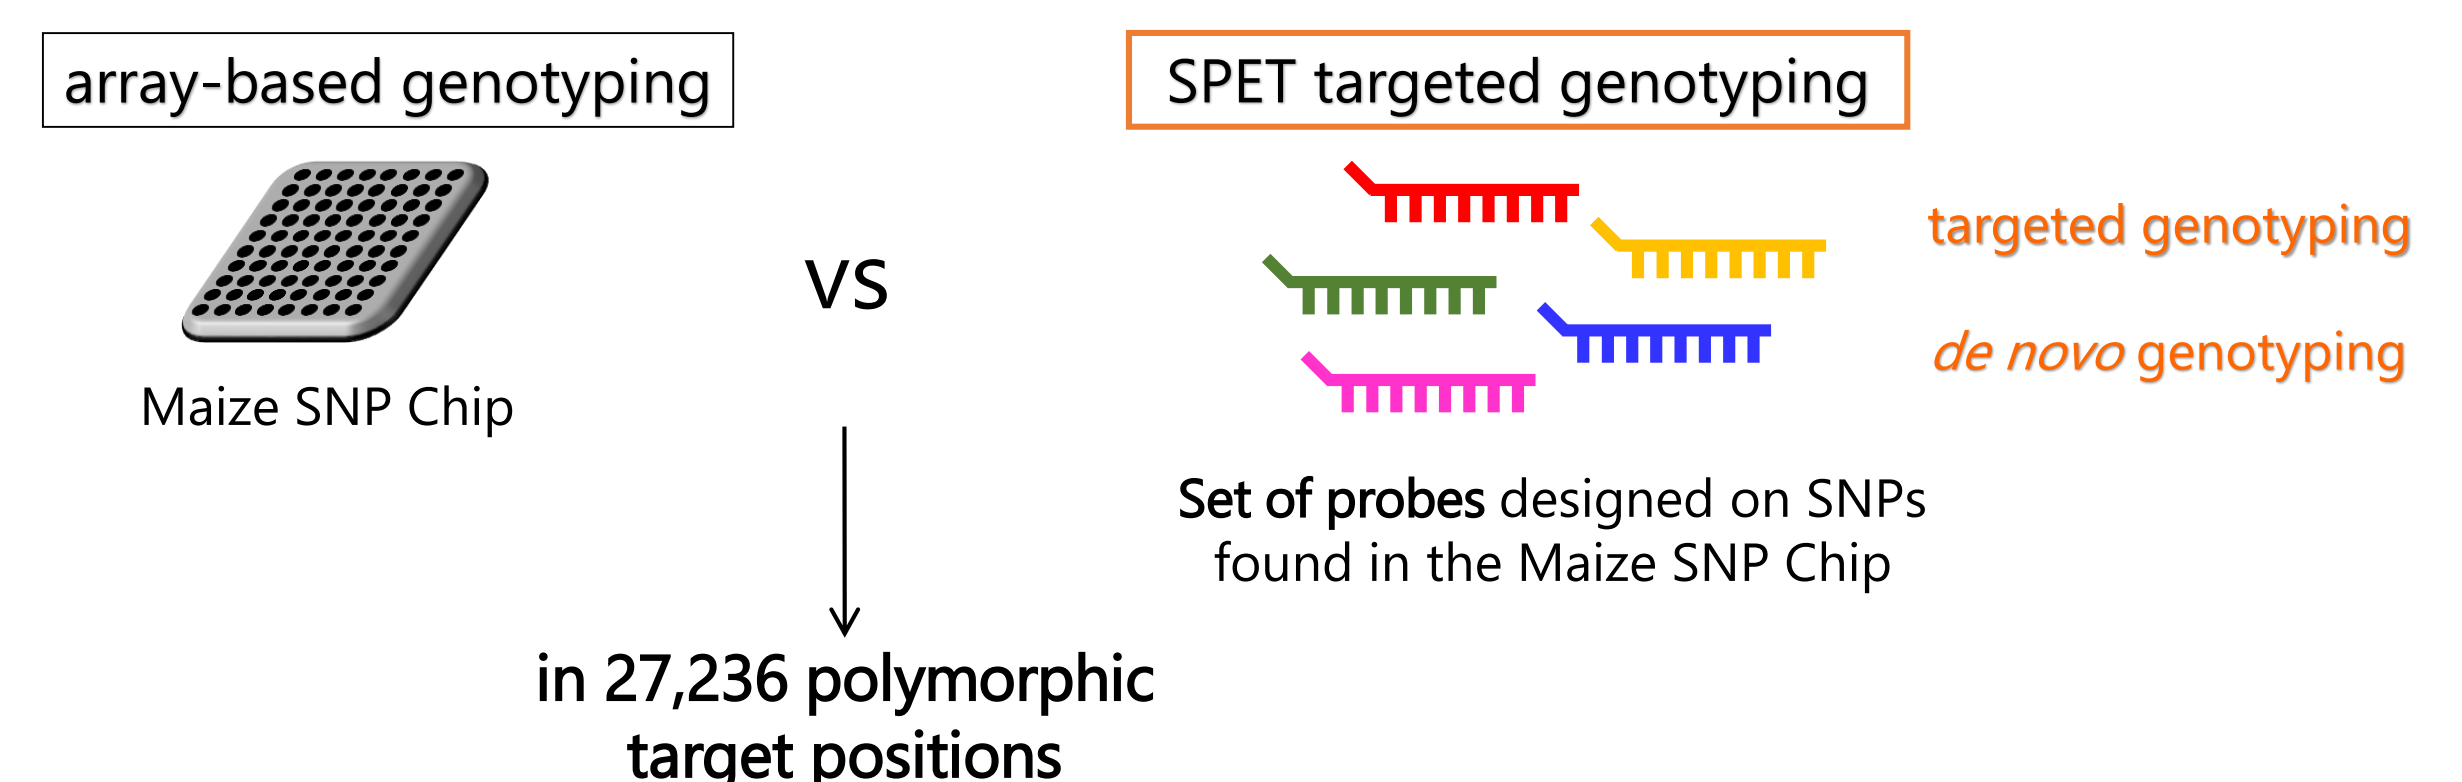 array-based genotyping
SPET targeted genotyping
targeted genotyping
vs
de novo genotyping
Maize SNP Chip
Set of probes designed on SNPs
found in the Maize SNP Chip
in 27,236 polymorphic
target positions